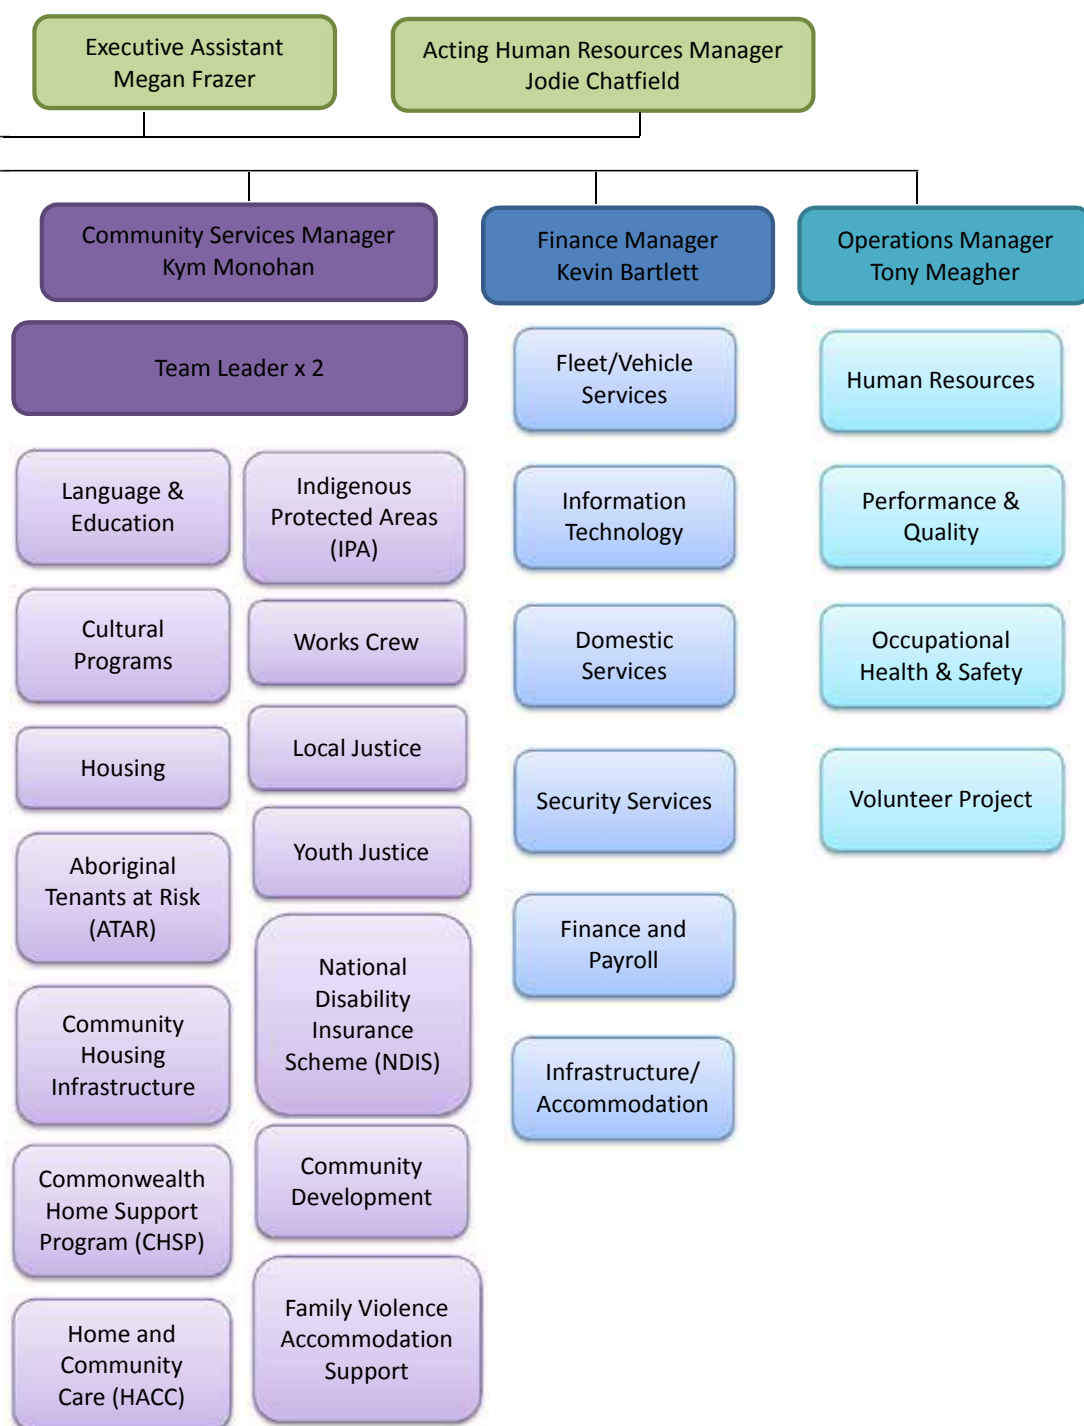 Executive Assistant
Megan Frazer
Acting Human Resources Manager
Jodie Chatfield
Community Services Manager
Kym Monohan
Finance Manager
Kevin Bartlett
Operations Manager
Tony Meagher
Team Leader x 2
Language &
Education
Cultural
Programs
Housing
Aboriginal
Tenants at Risk
(ATAR)
Community
Housing
Infrastructure
Commonwealth
Home Support
Program (CHSP)
Home and
Community
Care (HACC)
Indigenous
Protected Areas
(IPA)
Works Crew
Local Justice
Youth Justice
National
Disability
Insurance
Scheme (NDIS)
Community
Development
Family Violence
Accommodation
Support
Fleet/Vehicle
Services
Information
Technology
Domestic
Services
Security Services
Finance and
Payroll
Infrastructure/
Accommodation
Human Resources
Performance &
Quality
Occupational
Health & Safety
Volunteer Project